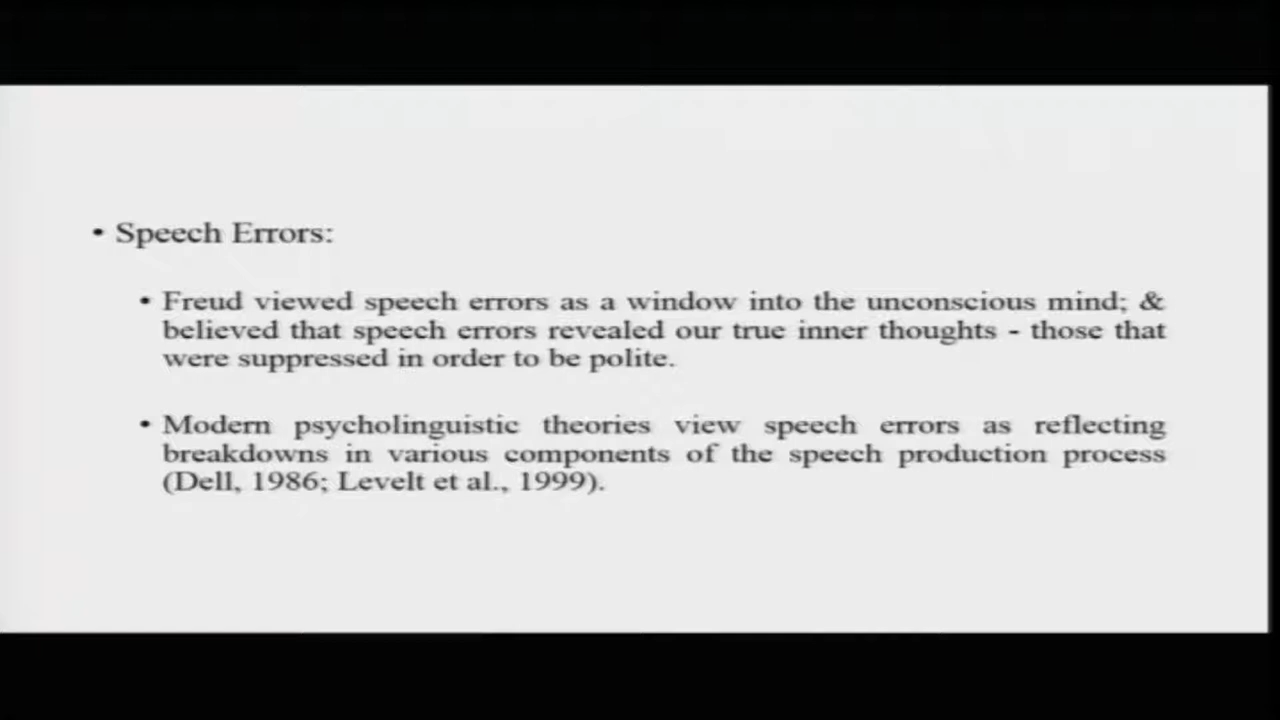 • Speech Errors:
• Freud viewed speech errors as a window into the unconscious mind; &
believed that speech errors revealed our true inner thoughts - those that
were suppressed in order to be polite.
• Modern psycholinguistic theories view speech errors as reflecting
breakdowns in various components of the speech production process
(Dell, 1986; Levelt et al., 1999).